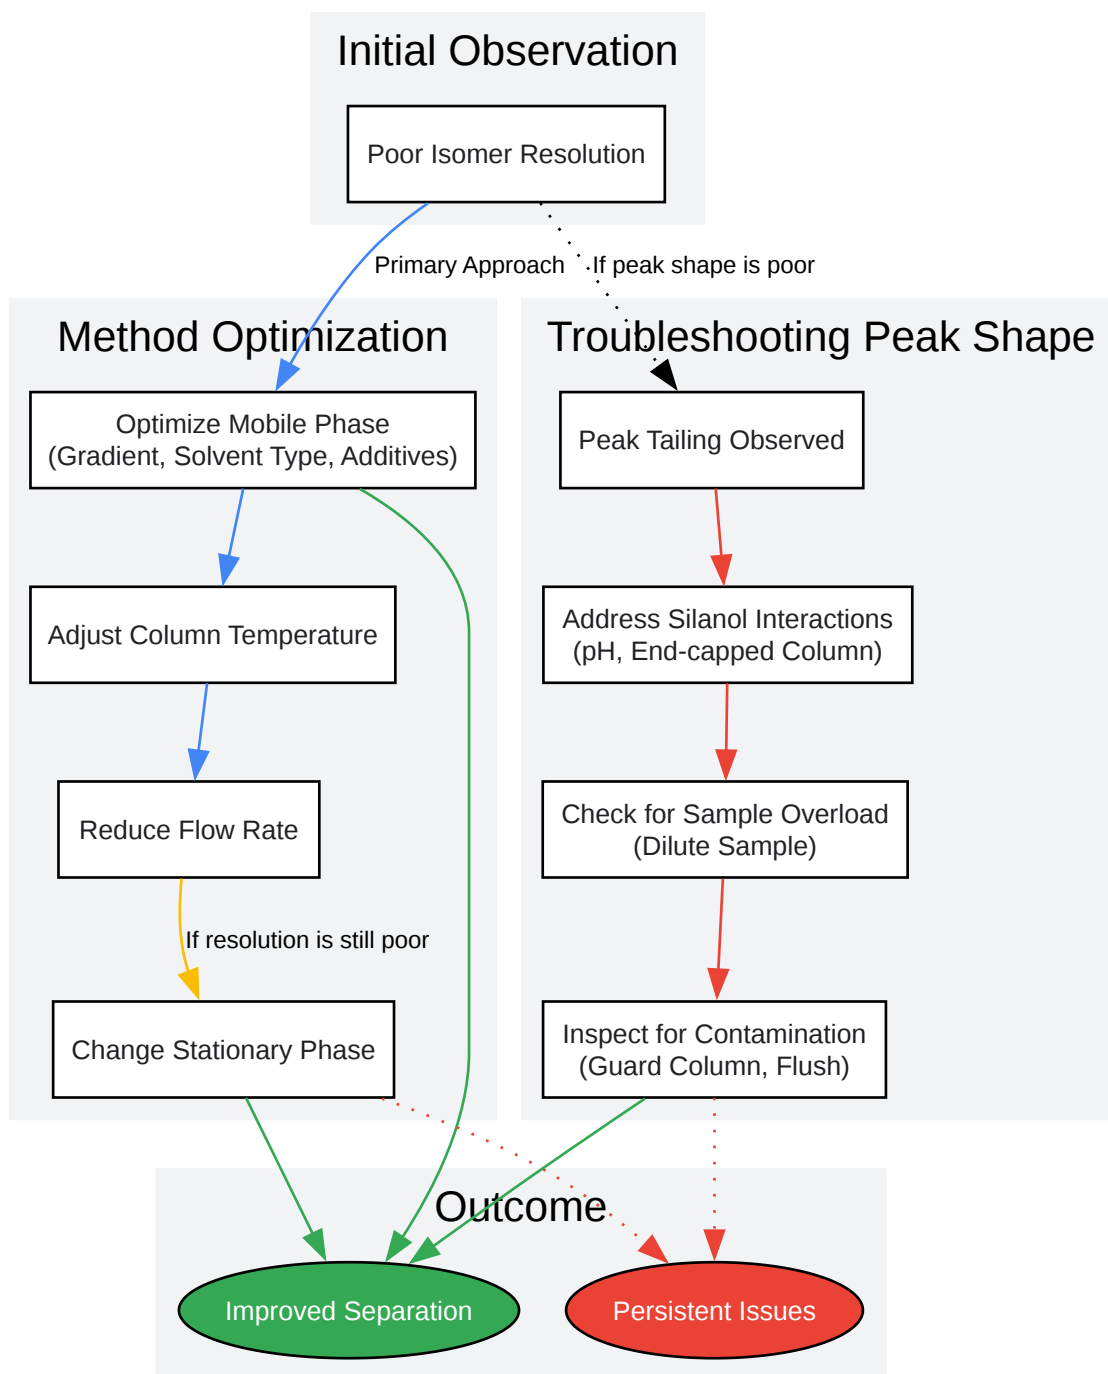 Initial Observation
Poor Isomer Resolution
Primary Approach
If peak shape is poor
Method Optimization
Optimize Mobile Phase
(Gradient, Solvent Type, Additives)
Adjust Column Temperature
Reduce Flow Rate
If resolution is still poor
Change Stationary Phase
Troubleshooting Peak Shape
Peak Tailing Observed
Address Silanol Interactions
(pH, End-capped Column)
Check for Sample Overload
(Dilute Sample)
Inspect for Contamination
(Guard Column, Flush)
Outcome
Improved Separation
Persistent Issues